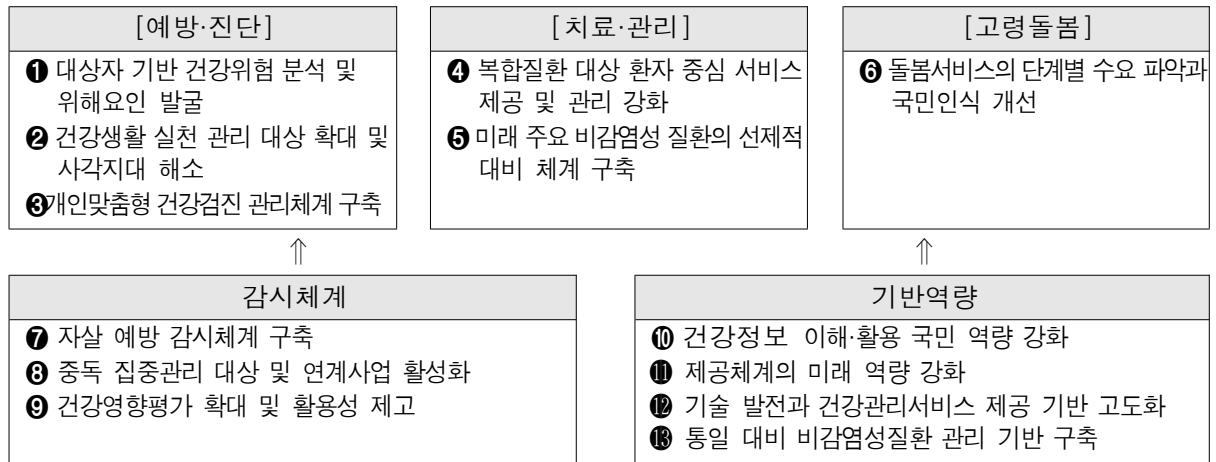 [예방·진단]
❶ 대상자 기반 건강위험 분석 및
위해요인 발굴
❷ 건강생활 실천 관리 대상 확대 및
사각지대 해소
❸개인맞춤형 건강검진 관리체계 구축
[치료·관리]
❹ 복합질환 대상 환자 중심 서비스
제공 및 관리 강화
❺ 미래 주요 비감염성 질환의 선제적
대비 체계 구축
[고령돌봄]
❻ 돌봄서비스의 단계별 수요 파악과
국민인식 개선
⇑
⇑
감시체계
❼ 자살 예방 감시체계 구축
❽ 중독 집중관리 대상 및 연계사업 활성화
❾ 건강영향평가 확대 및 활용성 제고
기반역량
❿ 건강정보 이해·활용 국민 역량 강화
⓫ 제공체계의 미래 역량 강화
⓬ 기술 발전과 건강관리서비스 제공 기반 고도화
⓭ 통일 대비 비감염성질환 관리 기반 구축